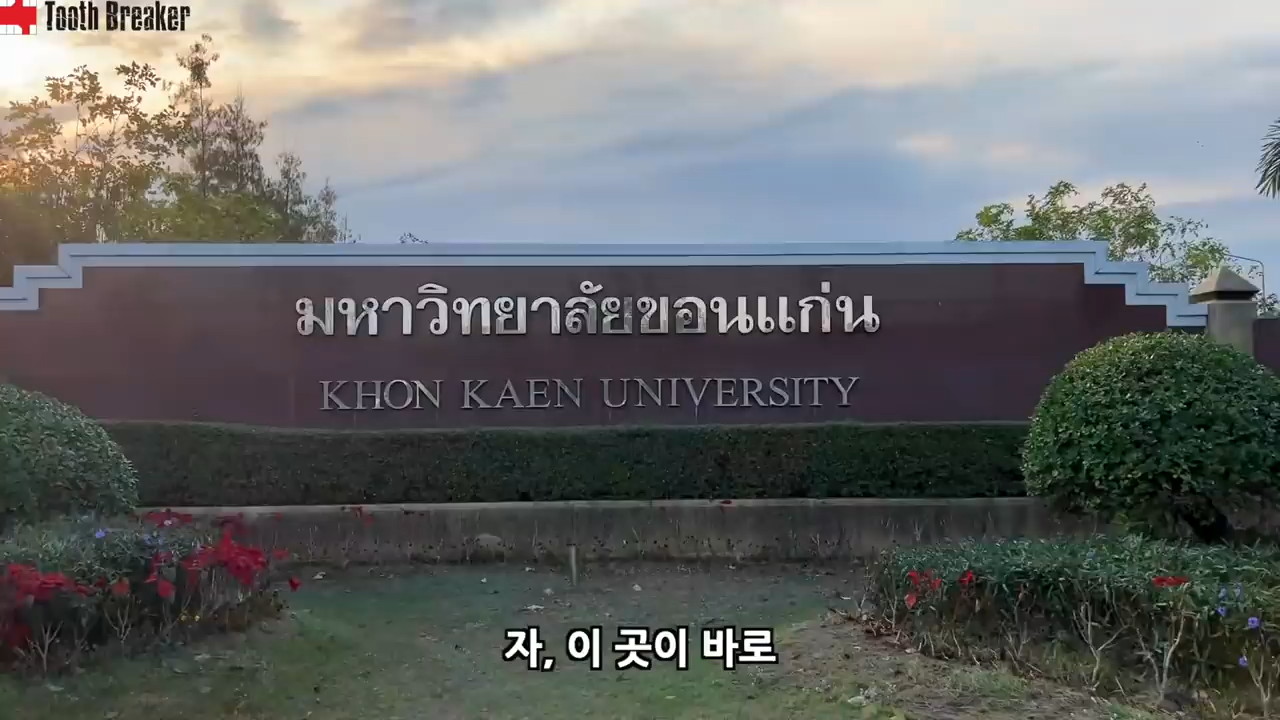 Tooth Breaker
มหาวิทยาลัยขอนแก่น
KHON KAEN UNIVERSITY
자, 이 곳이 바로